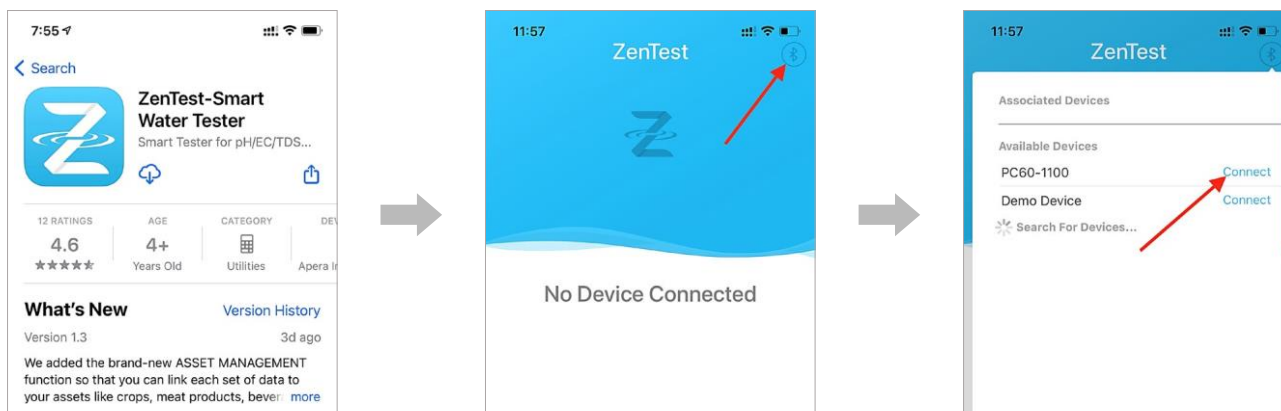 7:55
Search
ZenTest-Smart
Water Tester
Smart Tester for pH/EC/TDS...
12 RATINGS
AGE
CATEGORY
4.6
4+
Years Old
Utilities
Apera
What's New
Version History
Version 1.3
3d ago
We added the brand-new ASSET MANAGEMENT
function so that you can link each set of data to
your assets like crops, meat products, bever
more
11:57
ZenTest
No Device Connected
11:57
ZenTest
Associated Devices
Available Devices
PC60-1100
Connect
Demo Device
Connect
Search For Devices...